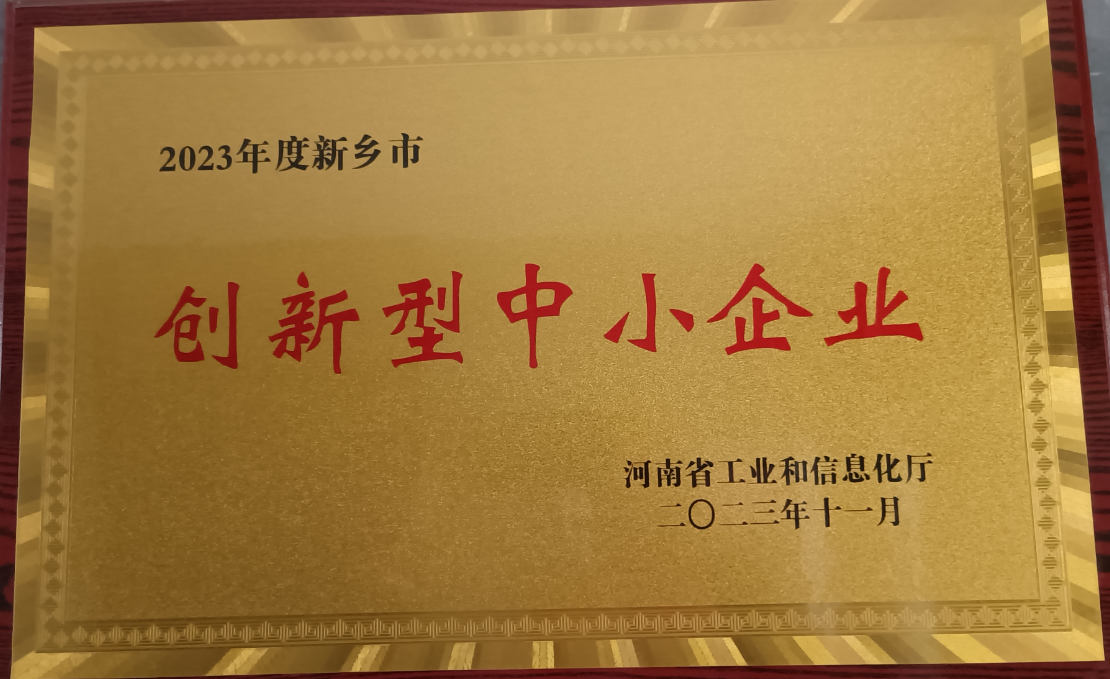 2023年度新乡市
创新型中小企业
河南省工业和信息化厅
二〇二三年十一月